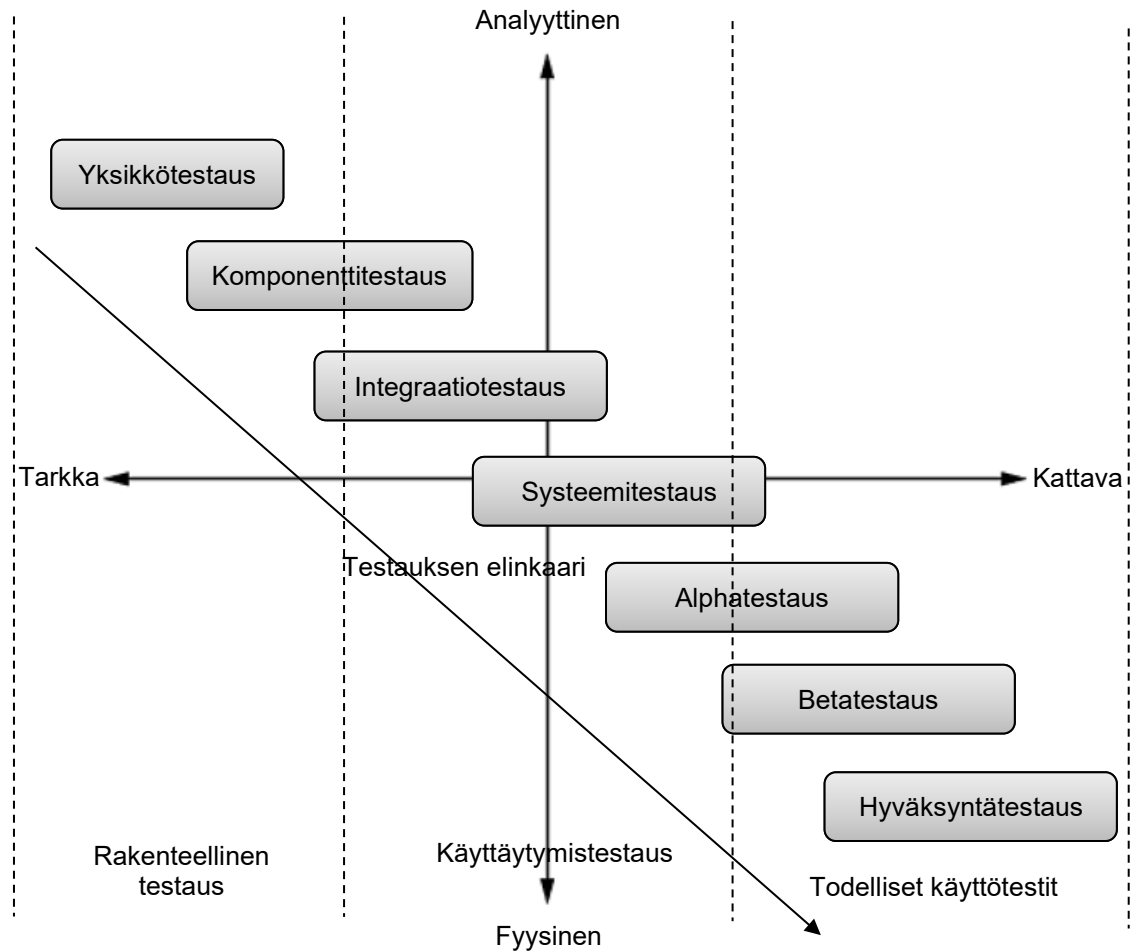 Analyyttinen
Yksikkötestaus
Komponenttitestaus
Integraatiotestaus
Tarkka
Kattava
Systeemitestaus
Testauksen elinkaari
Alphatestaus
Betatestaus
Hyväksyntätestaus
Rakenteellinen
testaus
Käyttäytymistestaus
Todelliset käyttötestit
Fyysinen